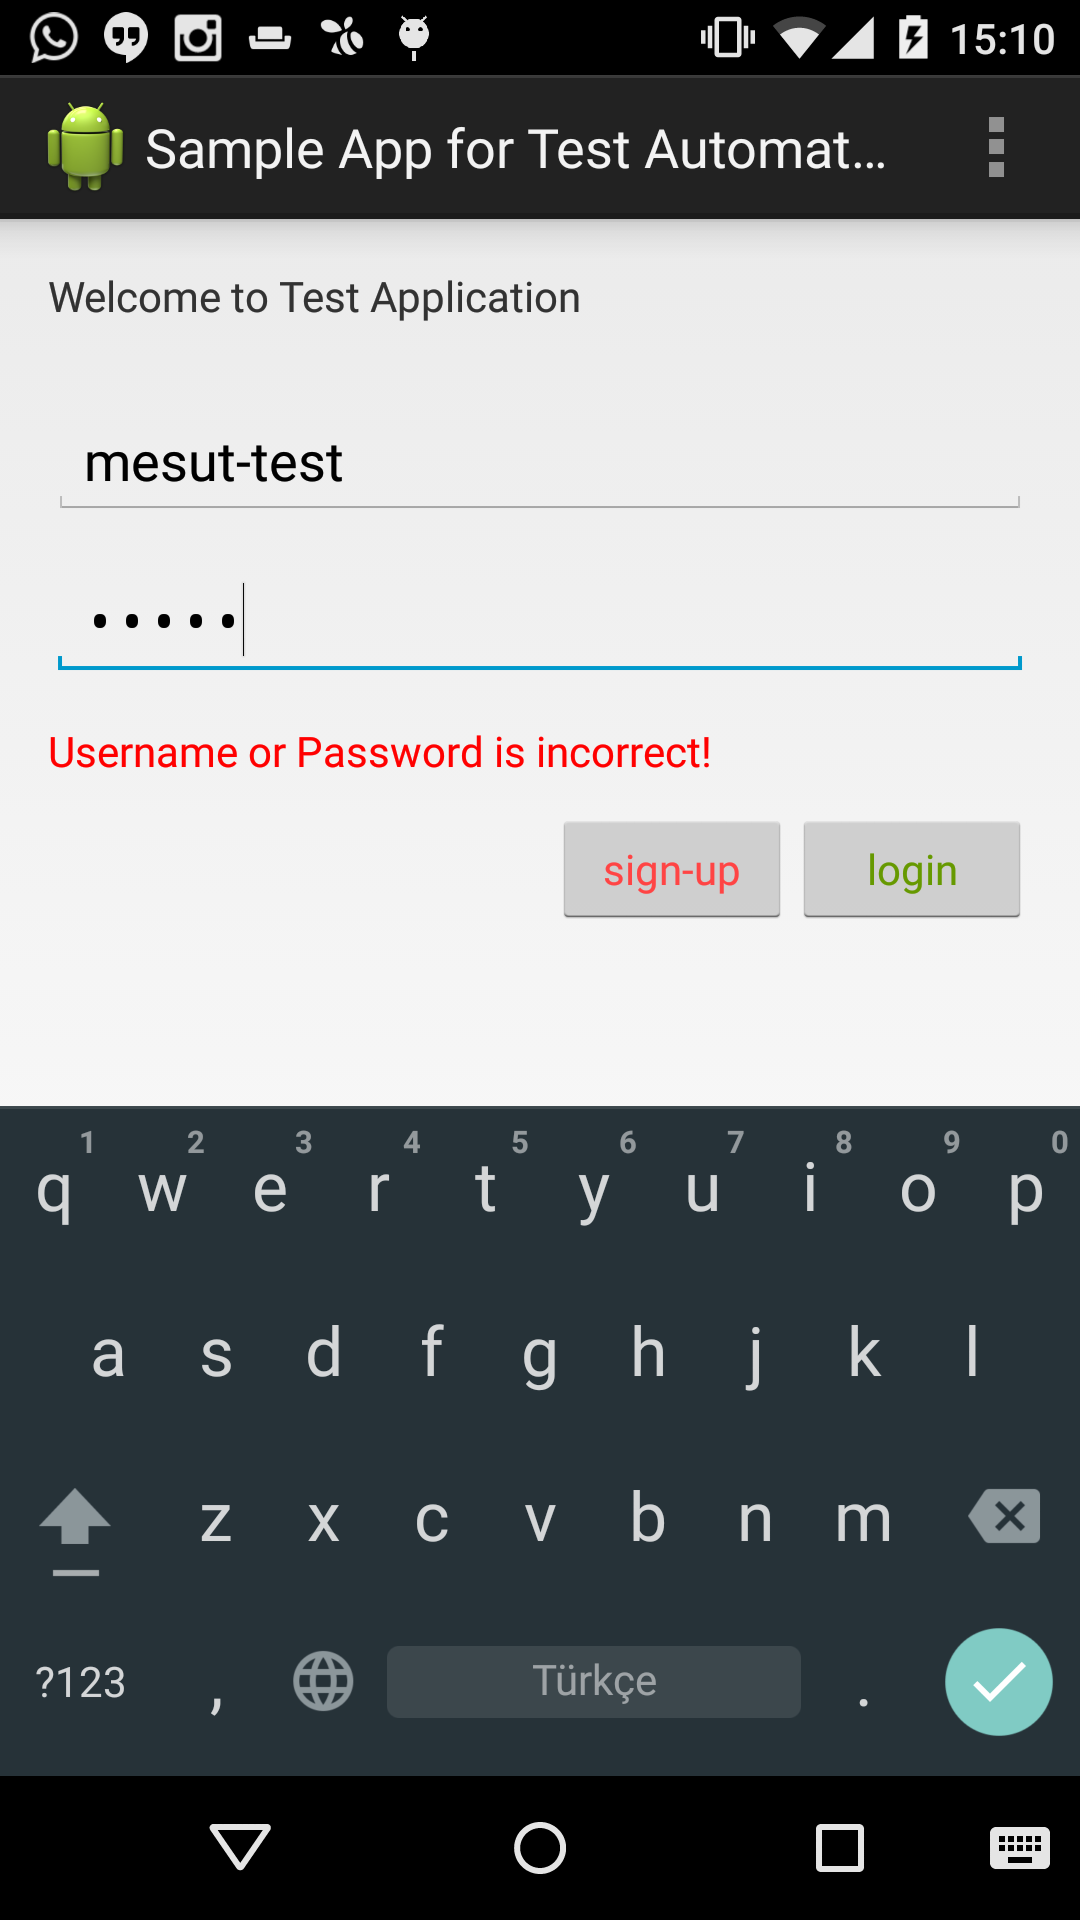 15:10
Sample App for Test Automat...
Welcome to Test Application
mesut-test
•••••
Username or Password is incorrect!
sign-up login
1 2 3 4 5 6 7 8 9 0
q w e r t y u i o p
a s d f g h j k l
z x c v b n m
?123 , Türkçe .